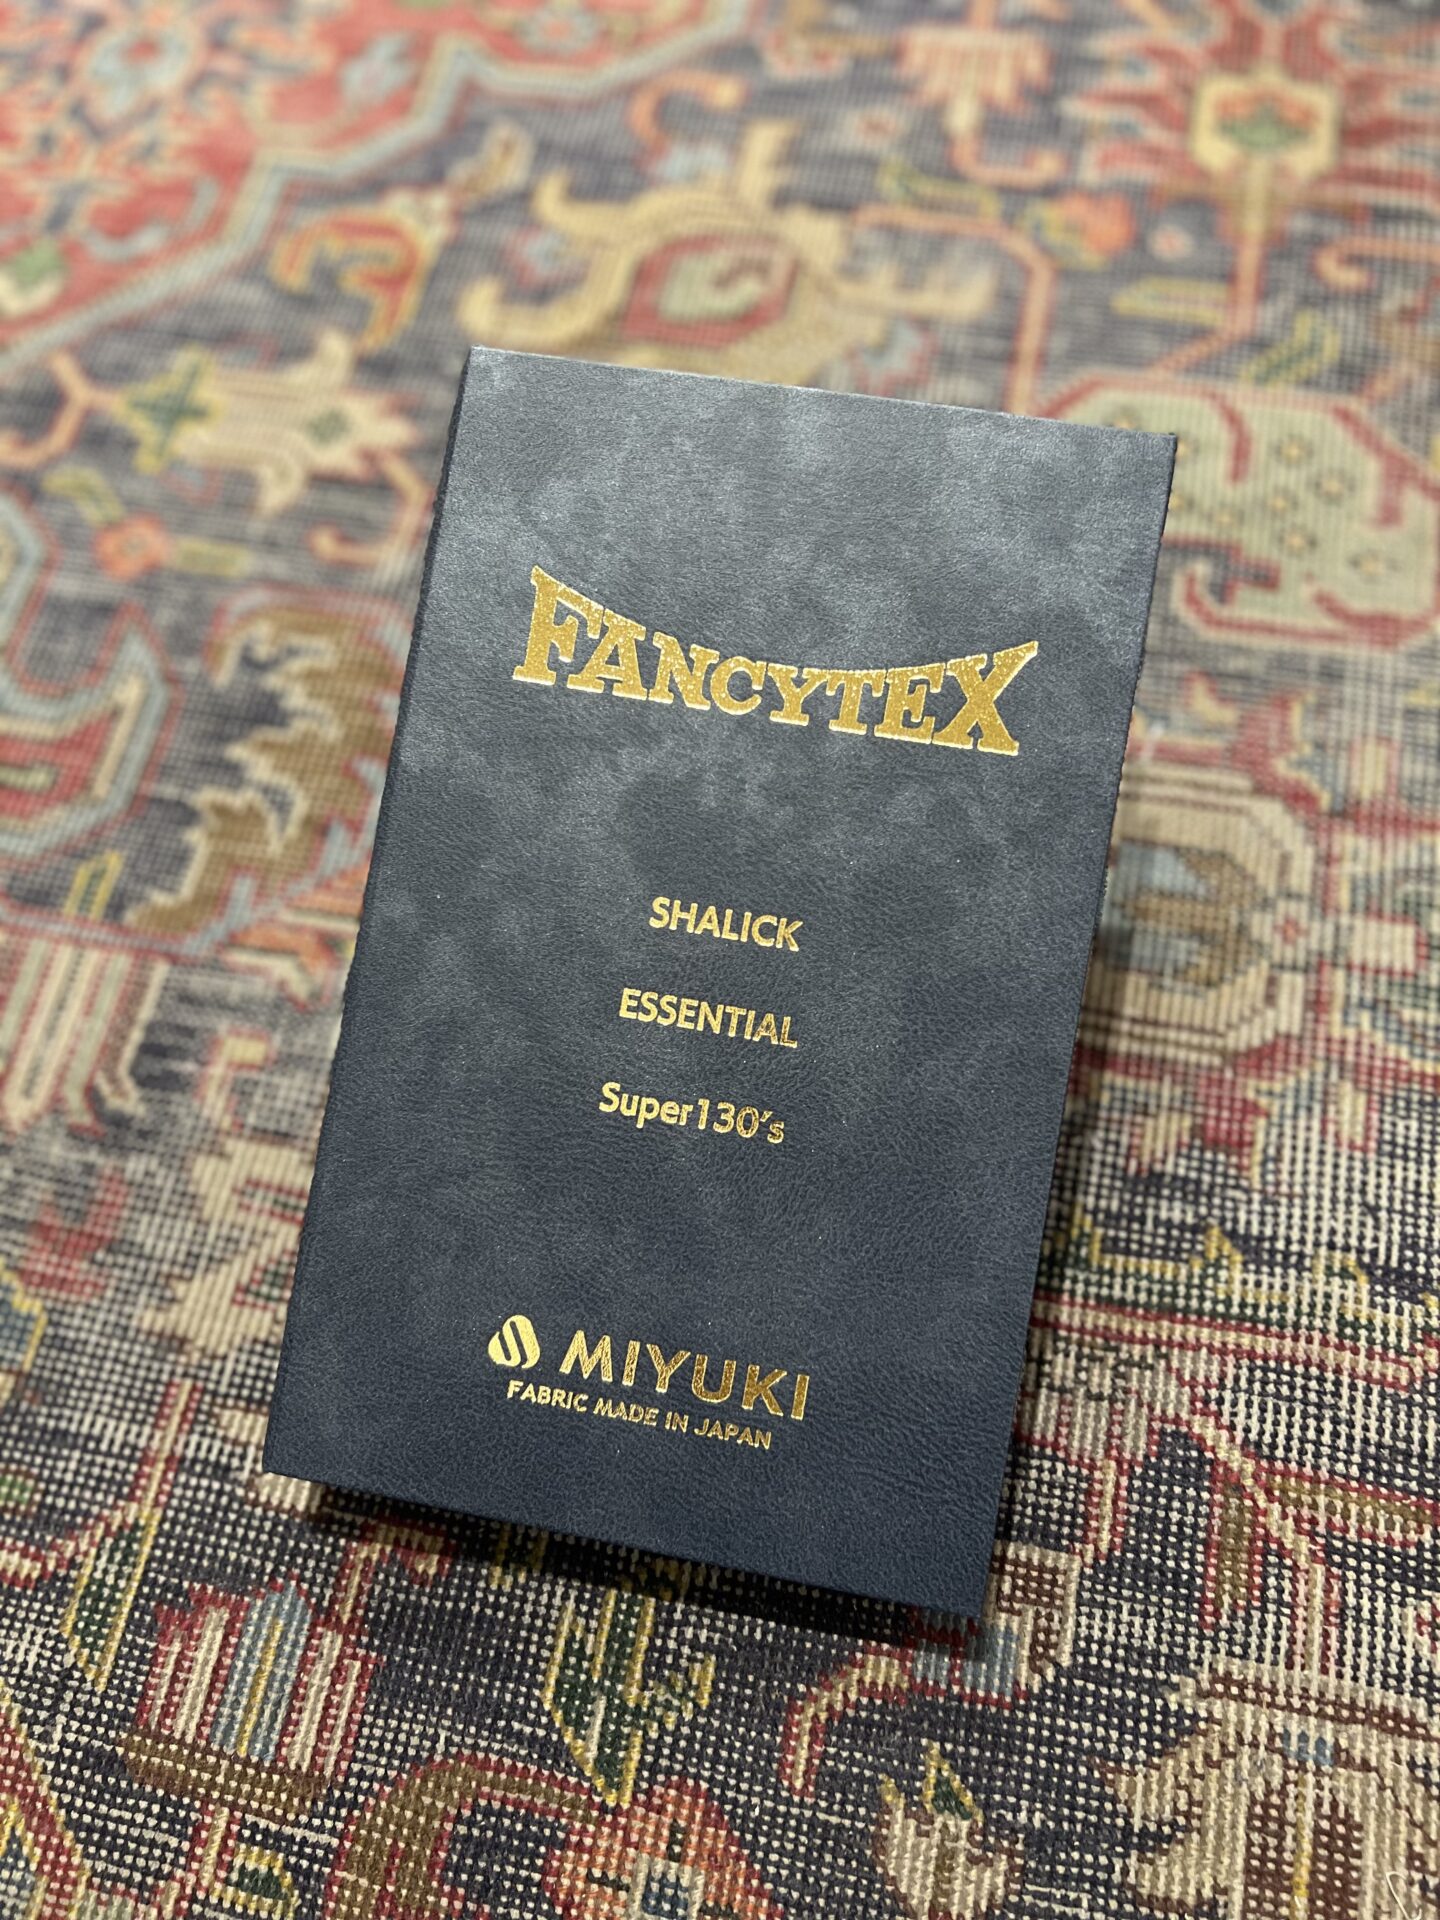 FANCYTEX
SHALICK
ESSENTIAL
Super130's
MIYUKI
FABRIC MADE IN JAPAN